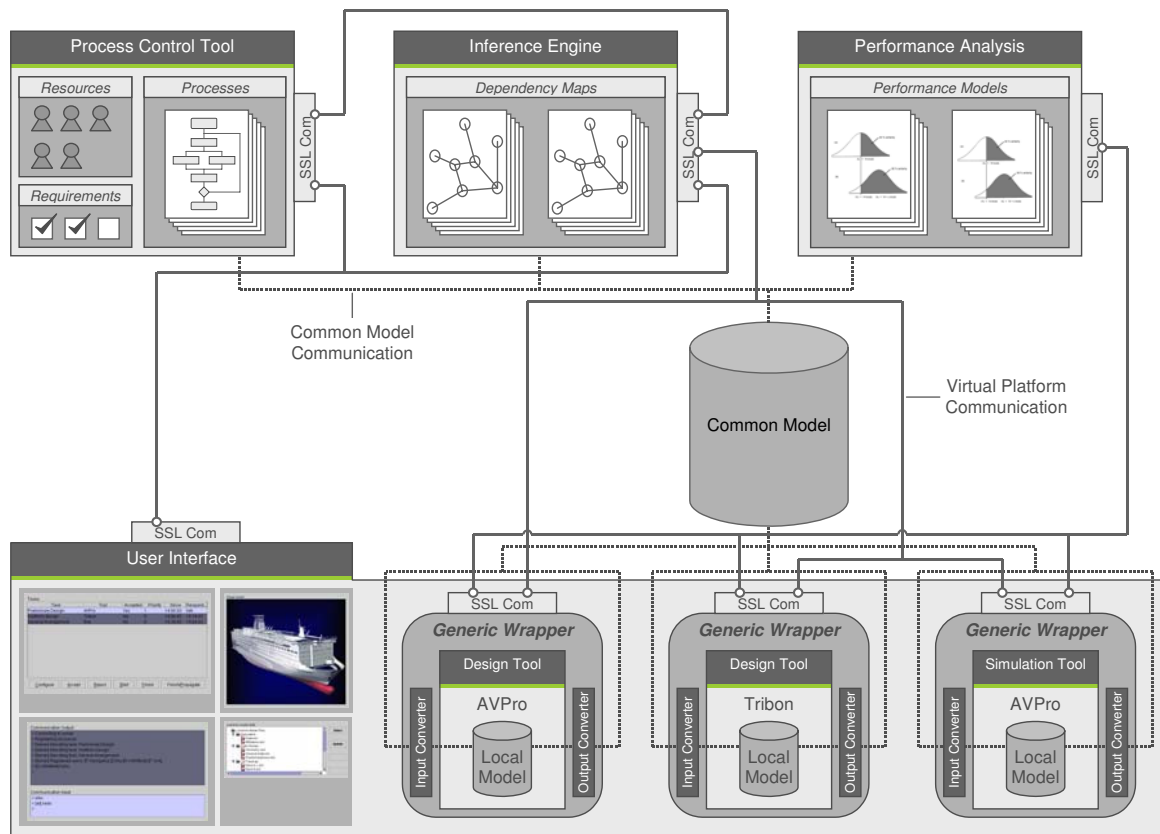 Process Control Tool
Resources
Processes
Requirements
SSL Com
Inference Engine
Dependency Maps
SSL Com
Performance Analysis
Performance Models
SSL Com
Common Model
Communication
Common Model
Virtual Platform
Communication
SSL Com
User Interface
SSL Com
Generic Wrapper
Design Tool
AVPro
Input Converter
Local
Model
Output Converter
SSL Com
Generic Wrapper
Design Tool
Tribon
Input Converter
Local
Model
Output Converter
SSL Com
Generic Wrapper
Simulation Tool
AVPro
Input Converter
Local
Model
Output Converter